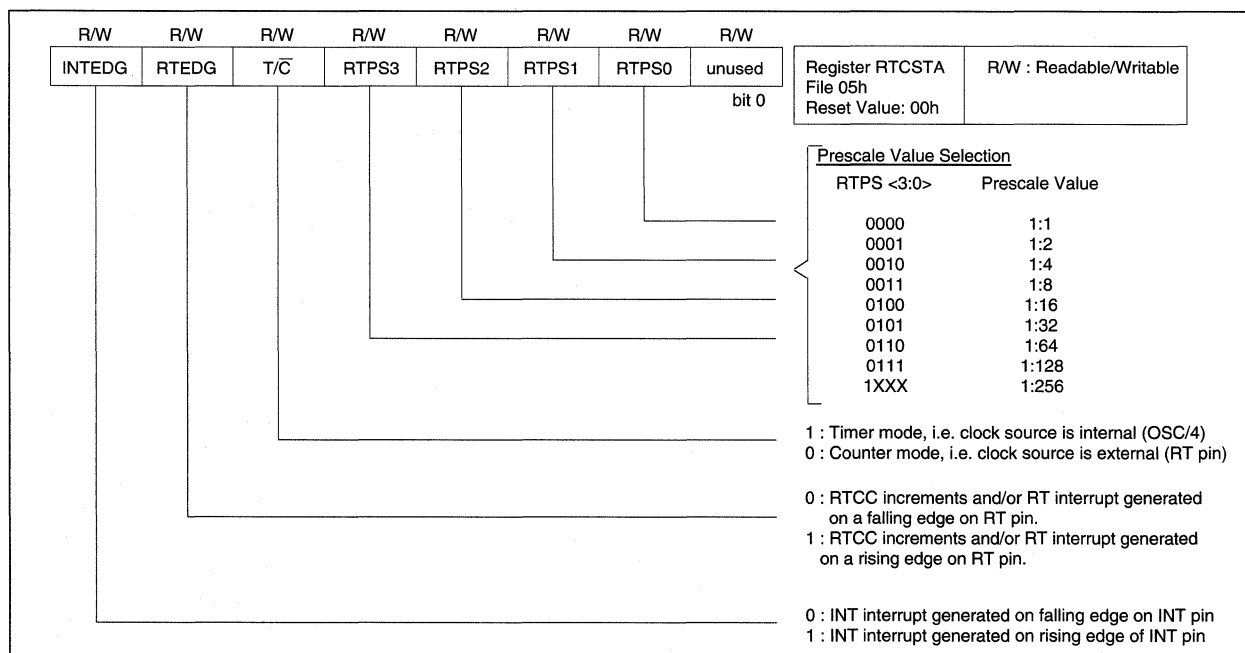 R/W R/W R/W R/W R/W R/W R/W R/W
INTEDG RTEDG T/C̅ RTPS3 RTPS2 RTPS1 RTPS0 unused
bit 0
Register RTCSTA
File 05h
Reset Value: 00h
R/W : Readable/Writable
Prescale Value Selection
RTPS <3:0> Prescale Value
0000 1:1
0001 1:2
0010 1:4
0011 1:8
0100 1:16
0101 1:32
0110 1:64
0111 1:128
1XXX 1:256
1 : Timer mode, i.e. clock source is internal (OSC/4)
0 : Counter mode, i.e. clock source is external (RT pin)
0 : RTCC increments and/or RT interrupt generated
on a falling edge on RT pin.
1 : RTCC increments and/or RT interrupt generated
on a rising edge on RT pin.
0 : INT interrupt generated on falling edge on INT pin
1 : INT interrupt generated on rising edge of INT pin